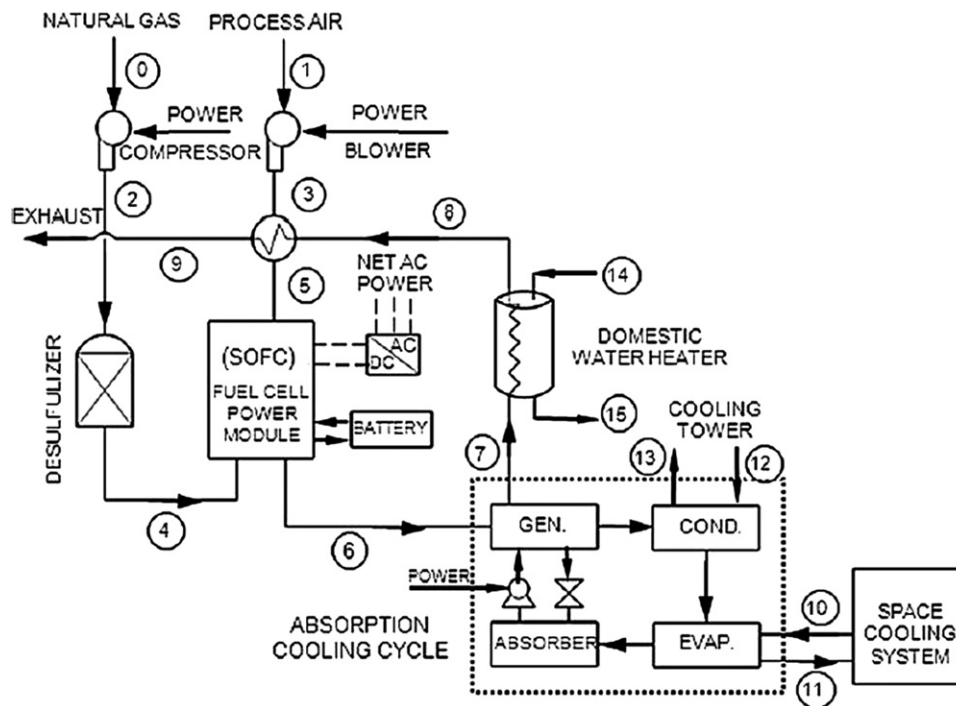 NATURAL GAS
PROCESS AIR
0
1
POWER
COMPRESSOR
POWER
BLOWER
2
3
8
EXHAUST
9
5
NET AC
POWER
14
(SOFC)
FUEL CELL
POWER
MODULE
DC
AC
BATTERY
DOMESTIC
WATER HEATER
DESULFULIZER
15
COOLING
TOWER
7
13
12
4
6
GEN.
COND.
POWER
ABSORPTION
COOLING CYCLE
ABSORBER
EVAP.
10
11
SPACE
COOLING
SYSTEM